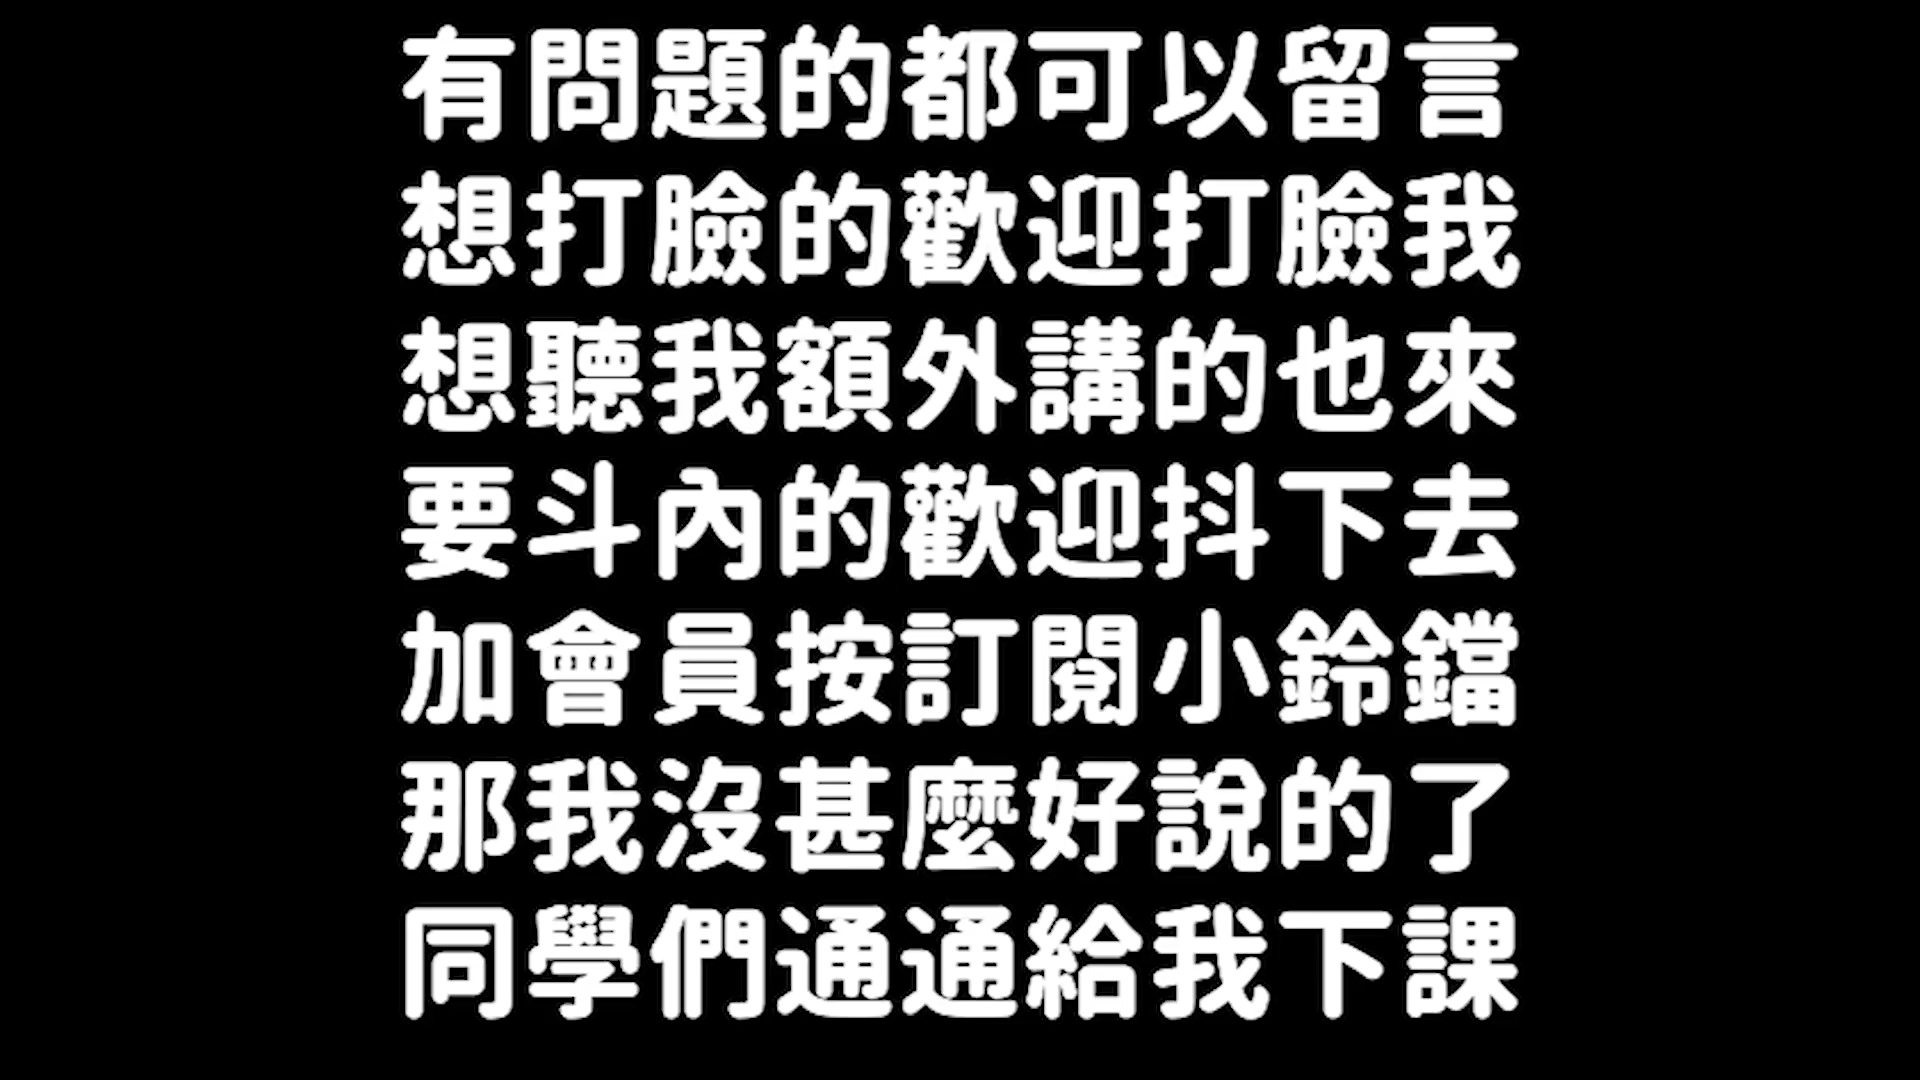 有問題的都可以留言
想打臉的歡迎打臉我
想聽我額外講的也來
要斗內的歡迎抖下去
加會員按訂閱小鈴鐺
那我沒甚麼好說的了
同學們通通給我下課